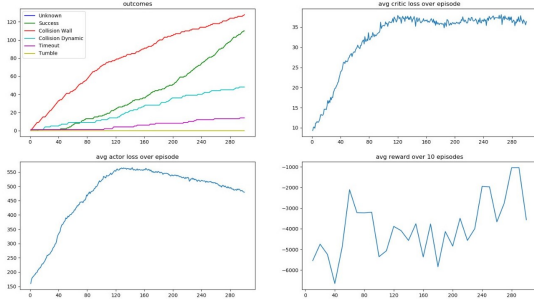 outcomes
Unknown
Success
Collision Wall
Collision Dynamic
Timeout
Tumble
120
100
80
60
40
20
0
0 40 80 120 160 200 240 280
avg critic loss over episode
35
30
25
20
15
10
0 40 80 120 160 200 240 280
avg actor loss over episode
550
500
450
400
350
300
250
200
150
0 40 80 120 160 200 240 280
avg reward over 10 episodes
−1000
−2000
−3000
−4000
−5000
−6000
0 40 80 120 160 200 240 280